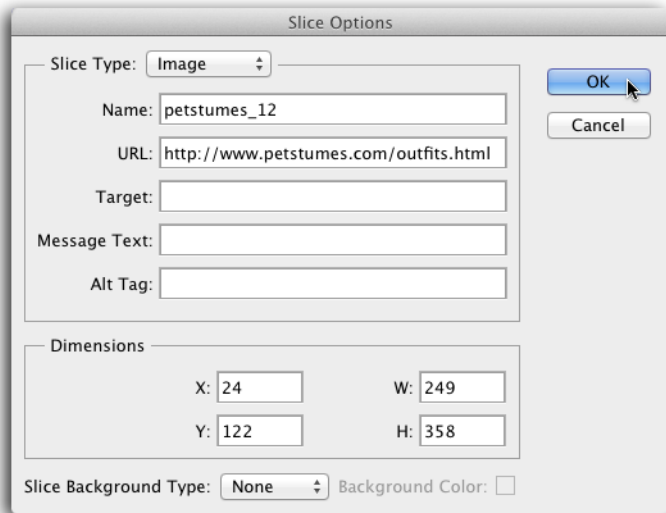 Slice Options
Slice Type: Image
OK
Name: petstumes_12
Cancel
URL: http://www.petstumes.com/outfits.html
Target:
Message Text:
Alt Tag:
Dimensions
X: 24 W: 249
Y: 122 H: 358
Slice Background Type: None Background Color: